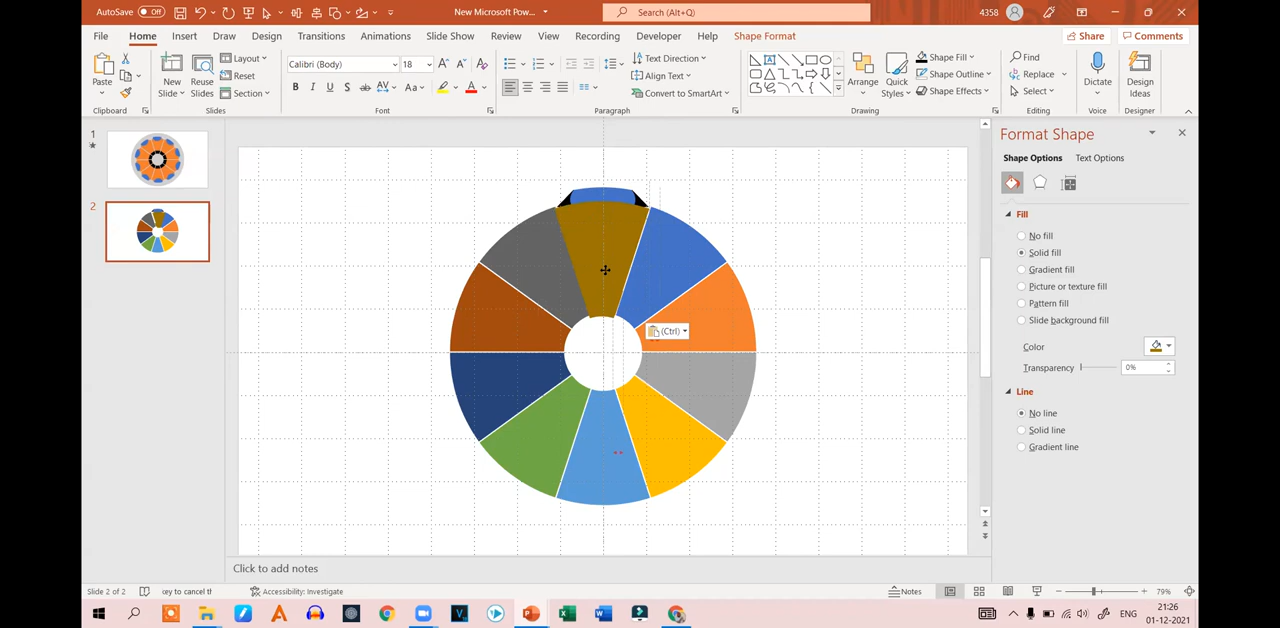 AutoSave Off New Microsoft Pow... Search (Alt+Q) 4358
File Home Insert Draw Design Transitions Animations Slide Show Review View Recording Developer Help Shape Format Share Comments
Paste New Slide Reuse Slides Layout Reset Section Calibri (Body) 18 Text Direction Align Text Convert to SmartArt Arrange Quick Styles Shape Fill Shape Outline Shape Effects Find Replace Select Dictate Design Ideas
Clipboard Slides Font Paragraph Drawing Editing Voice Designer
1
2
(Ctrl)
Format Shape
Shape Options Text Options
Fill
No fill
Solid fill
Gradient fill
Picture or texture fill
Pattern fill
Slide background fill
Color
Transparency 0%
Line
No line
Solid line
Gradient line
Click to add notes
Slide 2 of 2 key to cancel th Accessibility: Investigate Notes 79%
ENG 21:26
01-12-2021